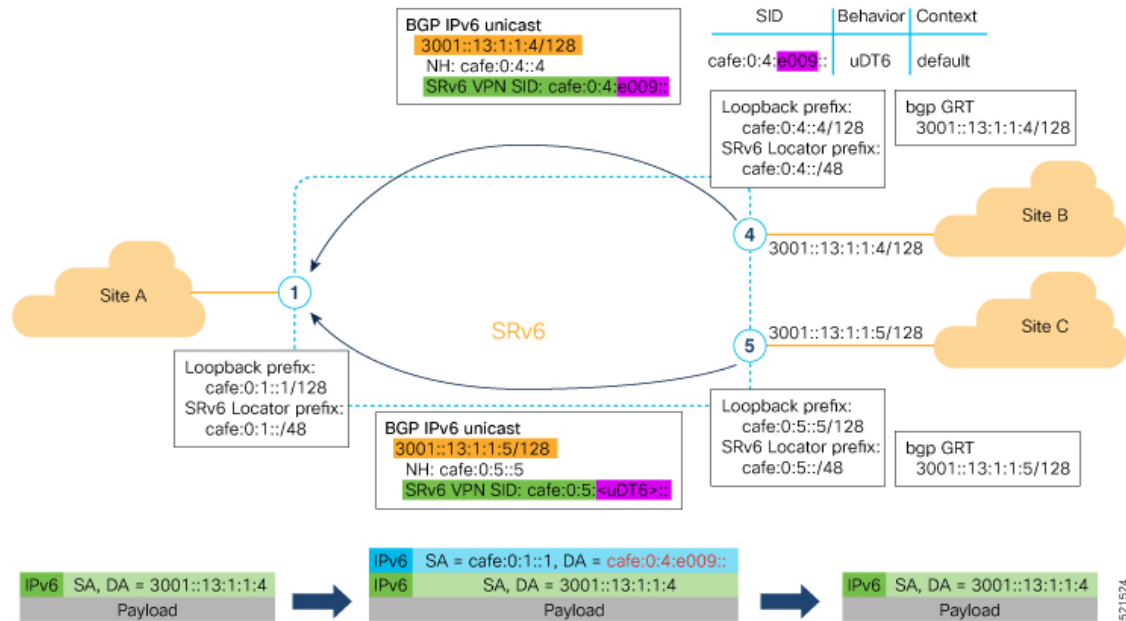 BGP IPv6 unicast
3001::13:1:1:4/128
NH: cafe:0:4::4
SRv6 VPN SID: cafe:0:4:e009::
SID Behavior Context
cafe:0:4:e009:: uDT6 default
Loopback prefix:
cafe:0:4::4/128
SRv6 Locator prefix:
cafe:0:4::/48
bgp GRT
3001::13:1:1:4/128
Site A
1
4
3001::13:1:1:4/128
Site B
SRv6
5
3001::13:1:1:5/128
Site C
Loopback prefix:
cafe:0:1::1/128
SRv6 Locator prefix:
cafe:0:1::/48
BGP IPv6 unicast
3001::13:1:1:5/128
NH: cafe:0:5::5
SRv6 VPN SID: cafe:0:5:<uDT6>::
Loopback prefix:
cafe:0:5::5/128
SRv6 Locator prefix:
cafe:0:5::/48
bgp GRT
3001::13:1:1:5/128
IPv6 SA, DA = 3001::13:1:1:4
Payload
IPv6 SA = cafe:0:1::1, DA = cafe:0:4:e009::
IPv6 SA, DA = 3001::13:1:1:4
Payload
IPv6 SA, DA = 3001::13:1:1:4
Payload
521524